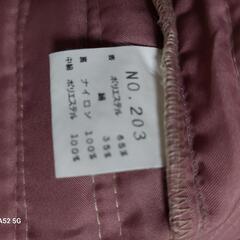 NO. 203
表 ポリエステル 65%
綿 35%
裏 ナイロン 100%
中綿 ポリエステル 100%
A52 5G